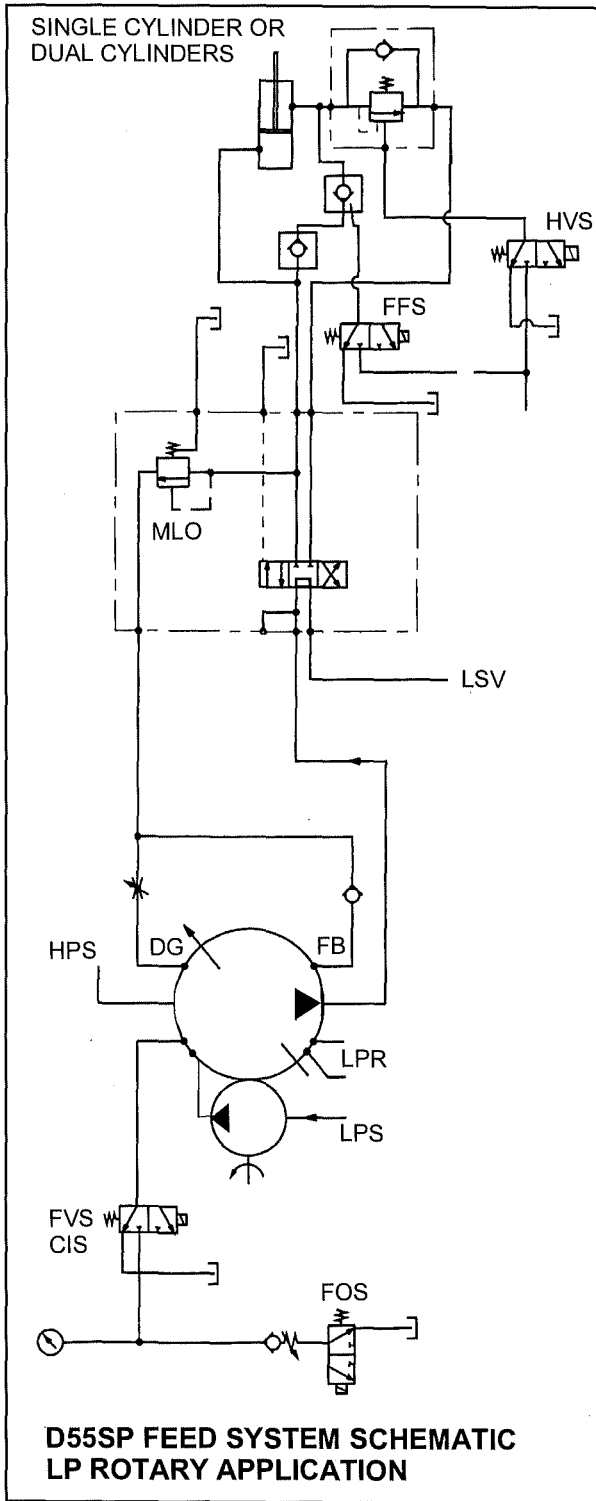 SINGLE CYLINDER OR
DUAL CYLINDERS
HVS
FFS
MLO
LSV
DG
FB
HPS
LPR
LPS
FVS
CIS
FOS
D55SP FEED SYSTEM SCHEMATIC
LP ROTARY APPLICATION